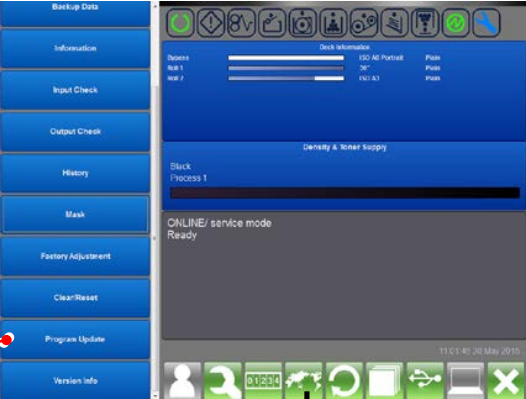 Backup Data
Information
Input Check
Output Check
History
Mask
Factory Adjustment
Clear/Reset
Program Update
Version Info
Deck Information
Bypass ISO A0 Portrait Plain
Roll 1 36" Plain
Roll 2 ISO A3 Plain
Density & Toner Supply
Black
Process 1
ONLINE/ service mode
Ready
11:01:45 20 May 2015
01234